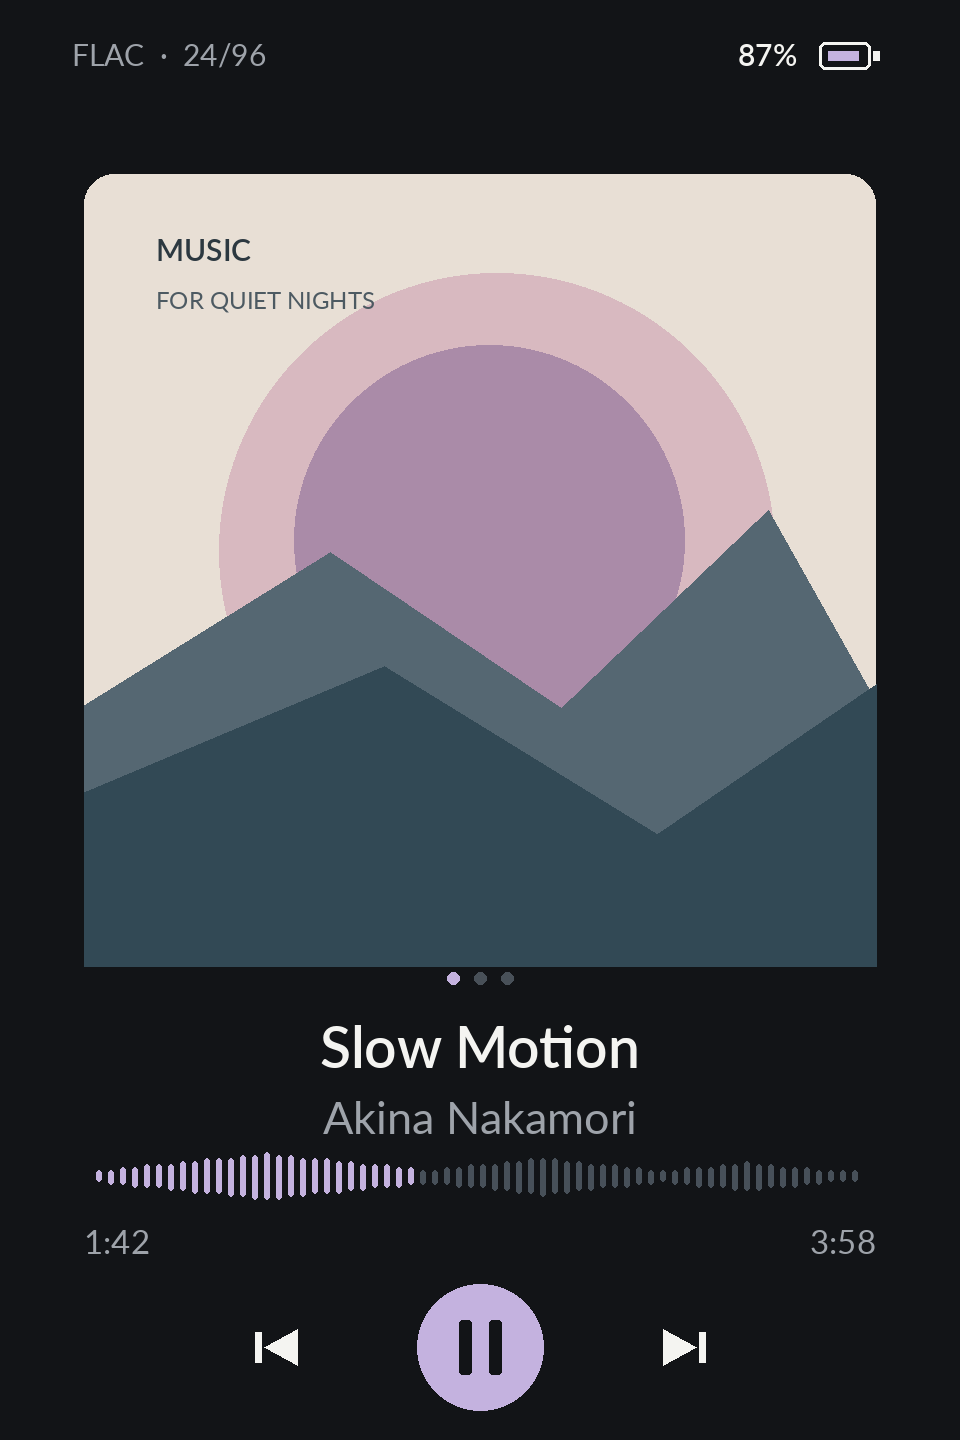 FLAC · 24/96
87%
MUSIC
FOR QUIET NIGHTS
Slow Motion
Akina Nakamori
1:42
3:58